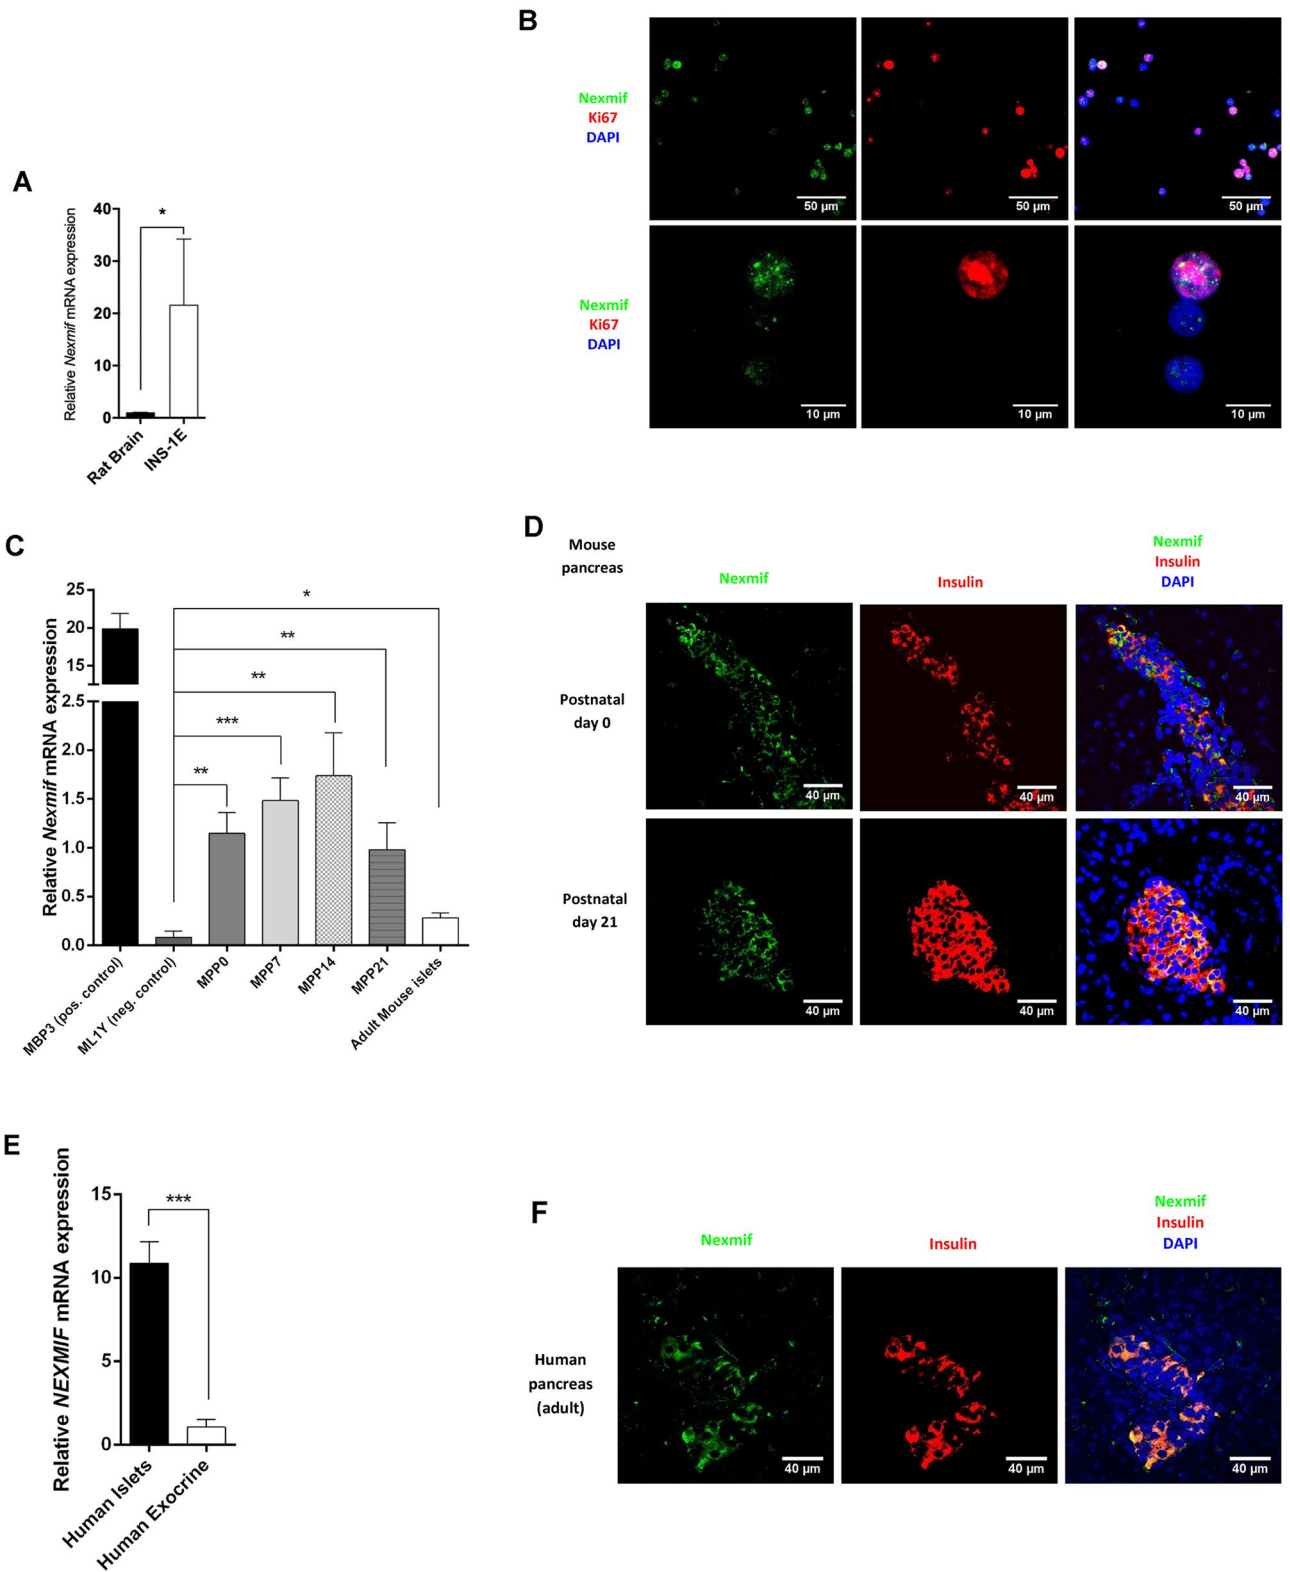 A
Relative Nexmif mRNA expression
40
30
20
10
0
*
Rat Brain
INS-1E
B
Nexmif
Ki67
DAPI
50 µm
50 µm
50 µm
Nexmif
Ki67
DAPI
10 µm
10 µm
10 µm
C
Relative Nexmif mRNA expression
25
20
15
2.5
2.0
1.5
1.0
0.5
0.0
*
**
**
***
**
MBP3 (pos. control)
ML1Y (neg. control)
MPP0
MPP7
MPP14
MPP21
Adult Mouse islets
D
Mouse
pancreas
Nexmif
Insulin
Nexmif
Insulin
DAPI
Postnatal
day 0
40 µm
40 µm
40 µm
Postnatal
day 21
40 µm
40 µm
40 µm
E
Relative NEXMIF mRNA expression
15
10
5
0
***
Human Islets
Human Exocrine
F
Nexmif
Insulin
Nexmif
Insulin
DAPI
Human
pancreas
(adult)
40 µm
40 µm
40 µm